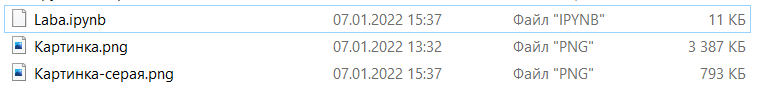 Laba.ipynb 07.01.2022 15:37 Файл "IPYNB" 11 КБ
Картинка.png 07.01.2022 13:32 Файл "PNG" 3 387 КБ
Картинка-серая.png 07.01.2022 15:37 Файл "PNG" 793 КБ